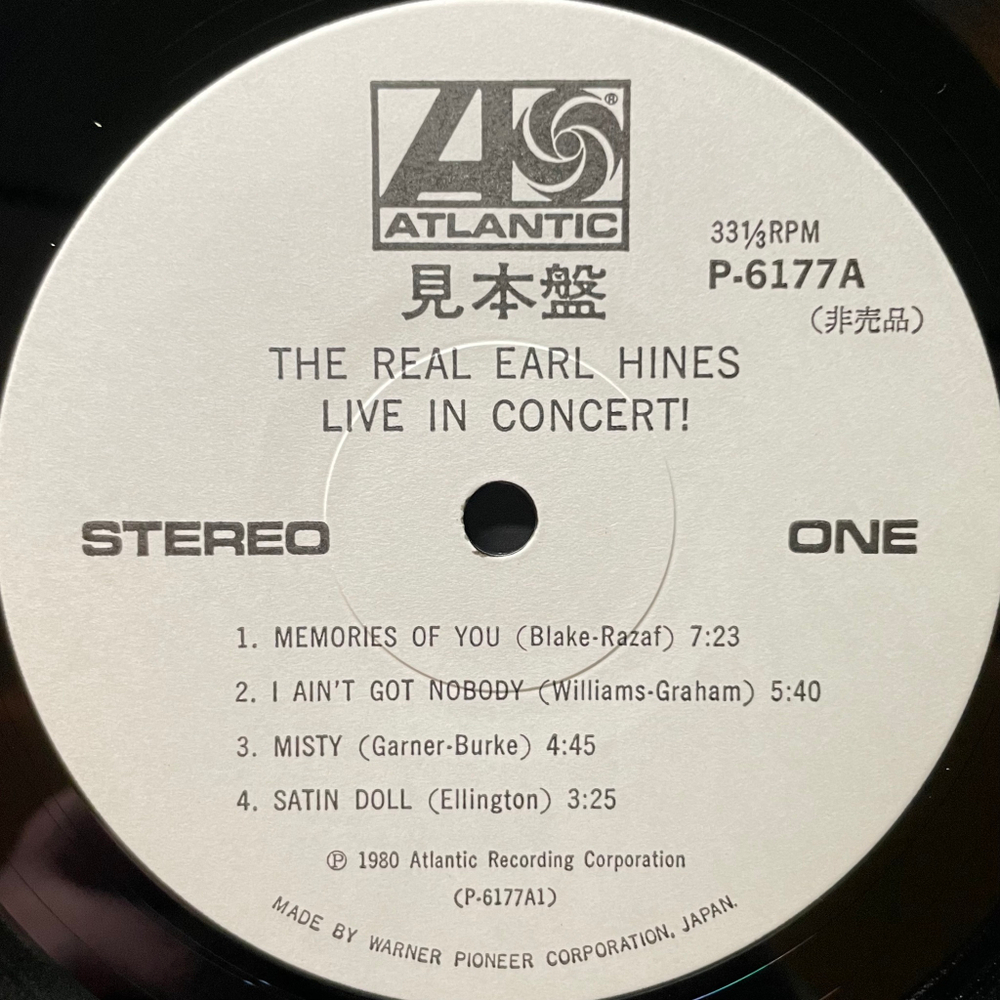 ®
ATLANTIC
33⅓RPM
P-6177A
(非売品)
見本盤
THE REAL EARL HINES
LIVE IN CONCERT!
STEREO
ONE
1. MEMORIES OF YOU (Blake-Razaf) 7:23
2. I AIN'T GOT NOBODY (Williams-Graham) 5:40
3. MISTY (Garner-Burke) 4:45
4. SATIN DOLL (Ellington) 3:25
℗ 1980 Atlantic Recording Corporation
(P-6177A1)
MADE BY WARNER PIONEER CORPORATION, JAPAN.